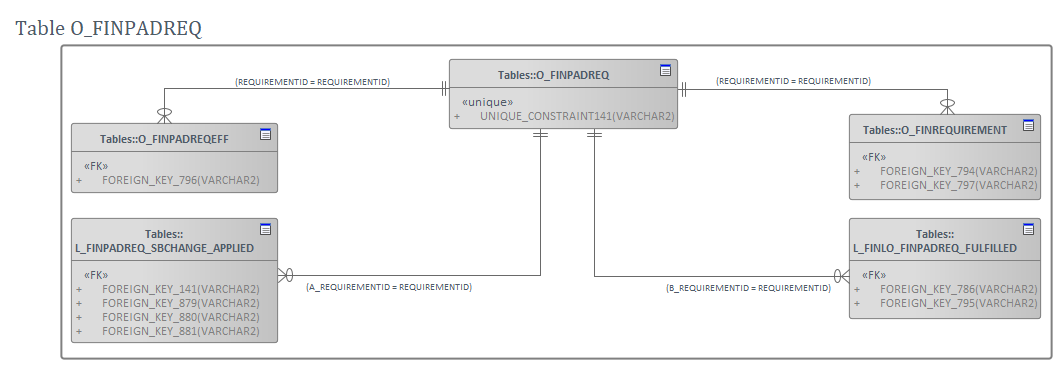 Table O_FINPADREQ
Tables::O_FINPADREQ
«unique»
+ UNIQUE_CONSTRAINT141(VARCHAR2)
(REQUIREMENTID = REQUIREMENTID)
(REQUIREMENTID = REQUIREMENTID)
Tables::O_FINPADREQEFF
«FK»
+ FOREIGN_KEY_796(VARCHAR2)
Tables::O_FINREQUIREMENT
«FK»
+ FOREIGN_KEY_794(VARCHAR2)
+ FOREIGN_KEY_797(VARCHAR2)
Tables::
L_FINPADREQ_SBCHANGE_APPLIED
«FK»
+ FOREIGN_KEY_141(VARCHAR2)
+ FOREIGN_KEY_879(VARCHAR2)
+ FOREIGN_KEY_880(VARCHAR2)
+ FOREIGN_KEY_881(VARCHAR2)
(A_REQUIREMENTID = REQUIREMENTID)
(B_REQUIREMENTID = REQUIREMENTID)
Tables::
L_FINLO_FINPADREQ_FULFILLED
«FK»
+ FOREIGN_KEY_786(VARCHAR2)
+ FOREIGN_KEY_795(VARCHAR2)